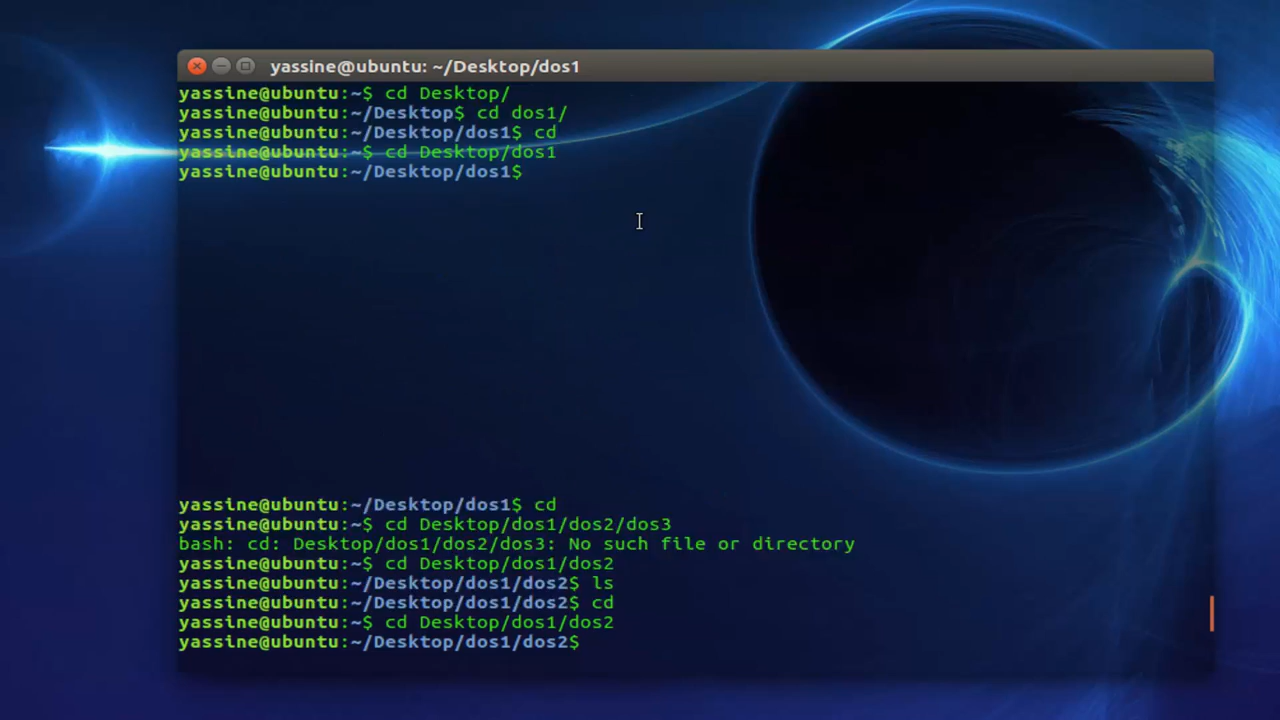 yassine@ubuntu: ~/Desktop/dos1
yassine@ubuntu:~$ cd Desktop/
yassine@ubuntu:~/Desktop$ cd dos1/
yassine@ubuntu:~/Desktop/dos1$ cd
yassine@ubuntu:~$ cd Desktop/dos1
yassine@ubuntu:~/Desktop/dos1$
yassine@ubuntu:~/Desktop/dos1$ cd
yassine@ubuntu:~$ cd Desktop/dos1/dos2/dos3
bash: cd: Desktop/dos1/dos2/dos3: No such file or directory
yassine@ubuntu:~$ cd Desktop/dos1/dos2
yassine@ubuntu:~/Desktop/dos1/dos2$ ls
yassine@ubuntu:~/Desktop/dos1/dos2$ cd
yassine@ubuntu:~$ cd Desktop/dos1/dos2
yassine@ubuntu:~/Desktop/dos1/dos2$